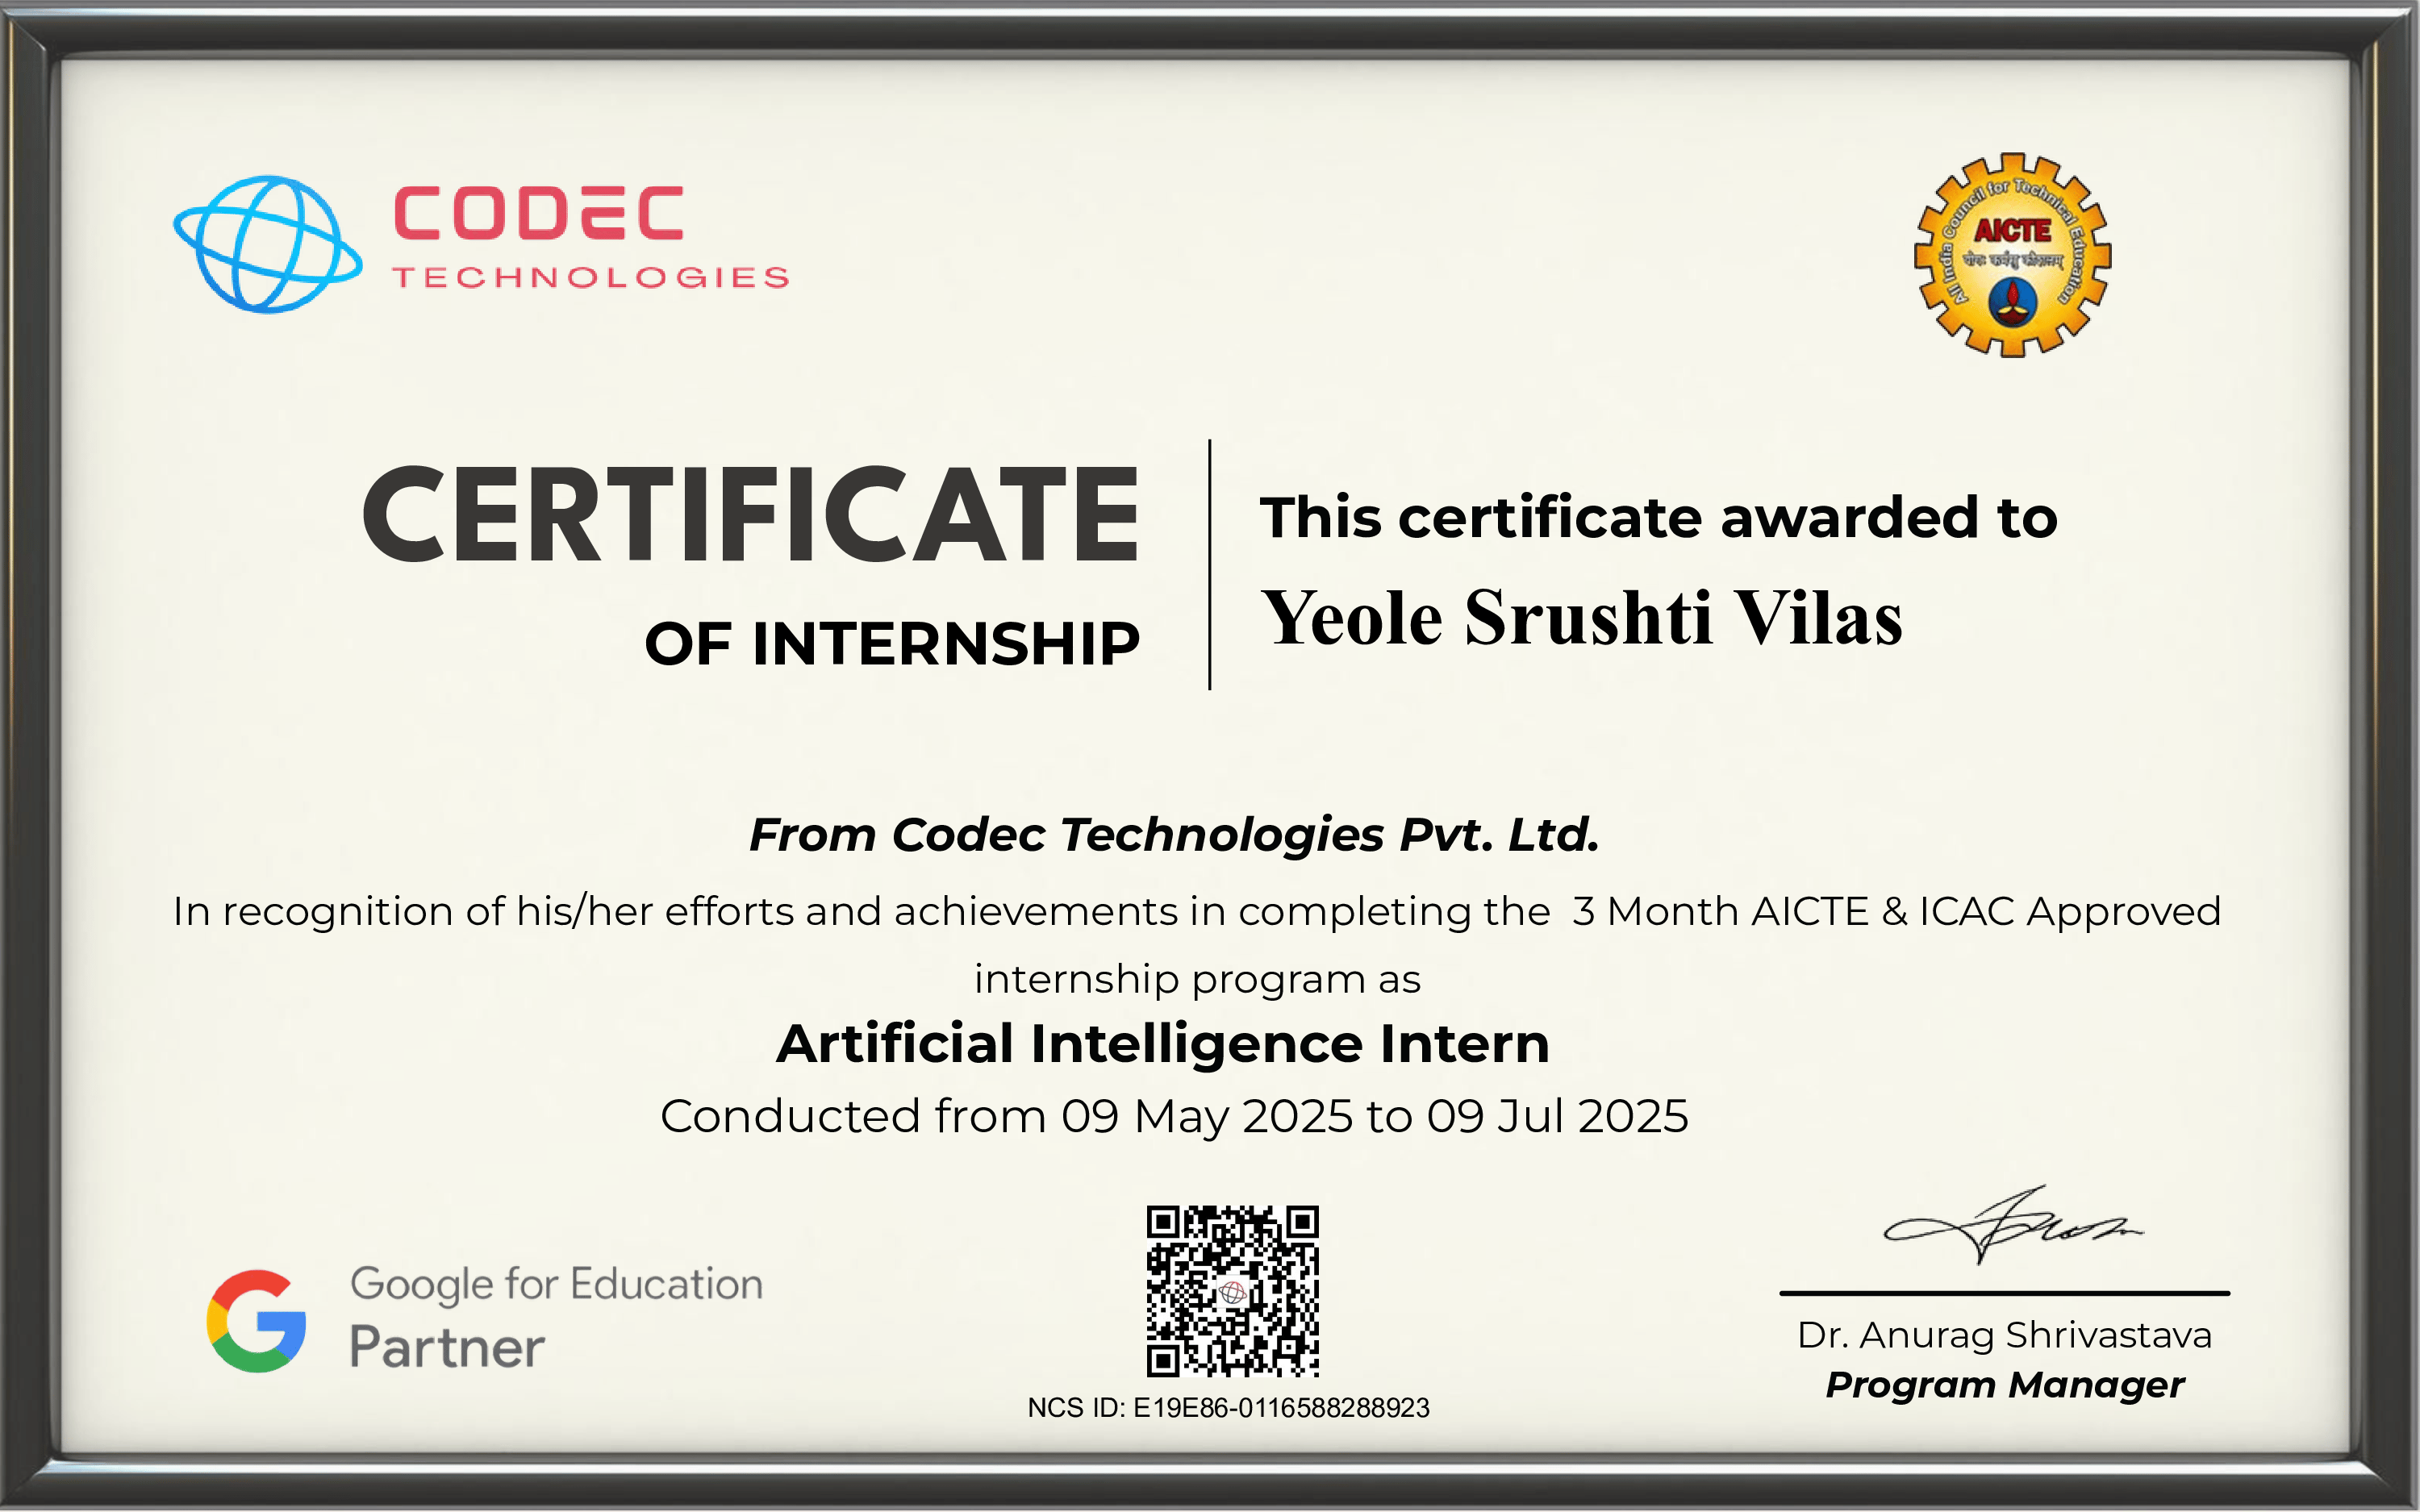 CODEC
TECHNOLOGIES
All India Council for Technical Education
AICTE
योगः कर्मसु कौशलम्
CERTIFICATE
OF INTERNSHIP
This certificate awarded to
Yeole Srushti Vilas
From Codec Technologies Pvt. Ltd.
In recognition of his/her efforts and achievements in completing the  3 Month AICTE & ICAC Approved
internship program as
Artificial Intelligence Intern
Conducted from 09 May 2025 to 09 Jul 2025
Google for Education
Partner
NCS ID: E19E86-0116588288923
Dr. Anurag Shrivastava
Program Manager